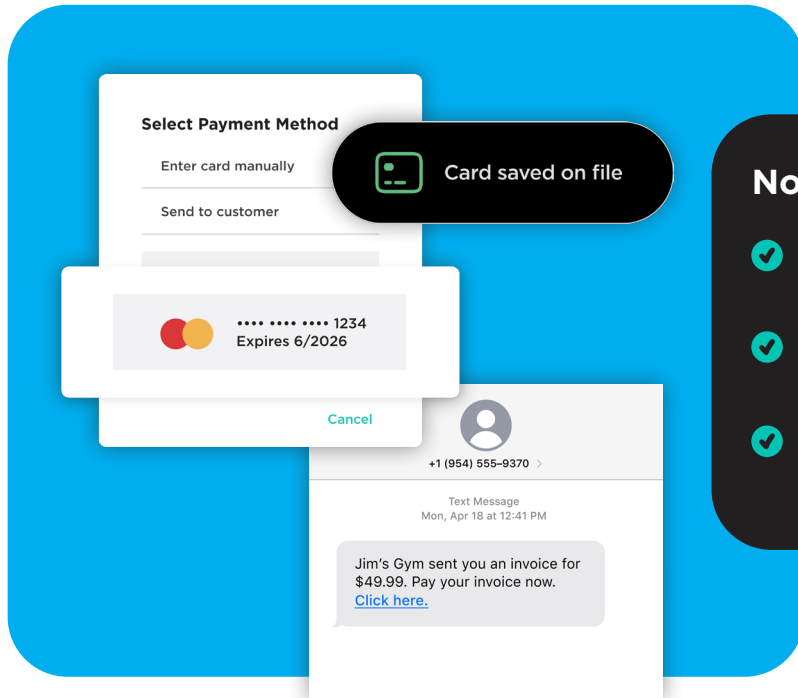 Select Payment Method
Enter card manually
Send to customer
Card saved on file
•••• •••• •••• 1234
Expires 6/2026
Cancel
+1 (954) 555–9370
Text Message
Mon, Apr 18 at 12:41 PM
Jim's Gym sent you an invoice for
$49.99. Pay your invoice now.
Click here.